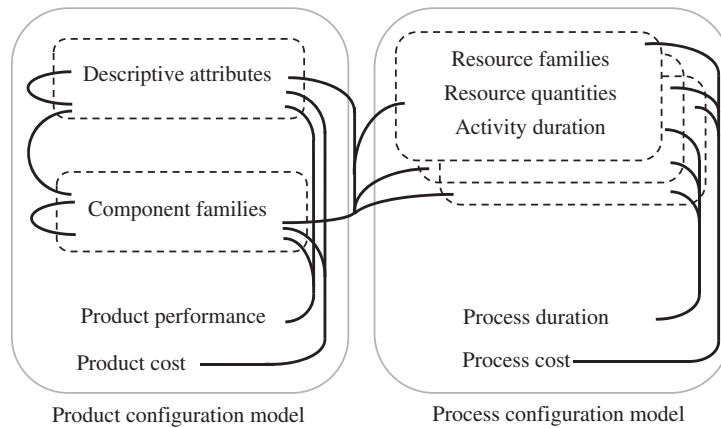 Descriptive attributes
Component families
Product performance
Product cost
Product configuration model
Resource families
Resource quantities
Activity duration
Process duration
Process cost
Process configuration model